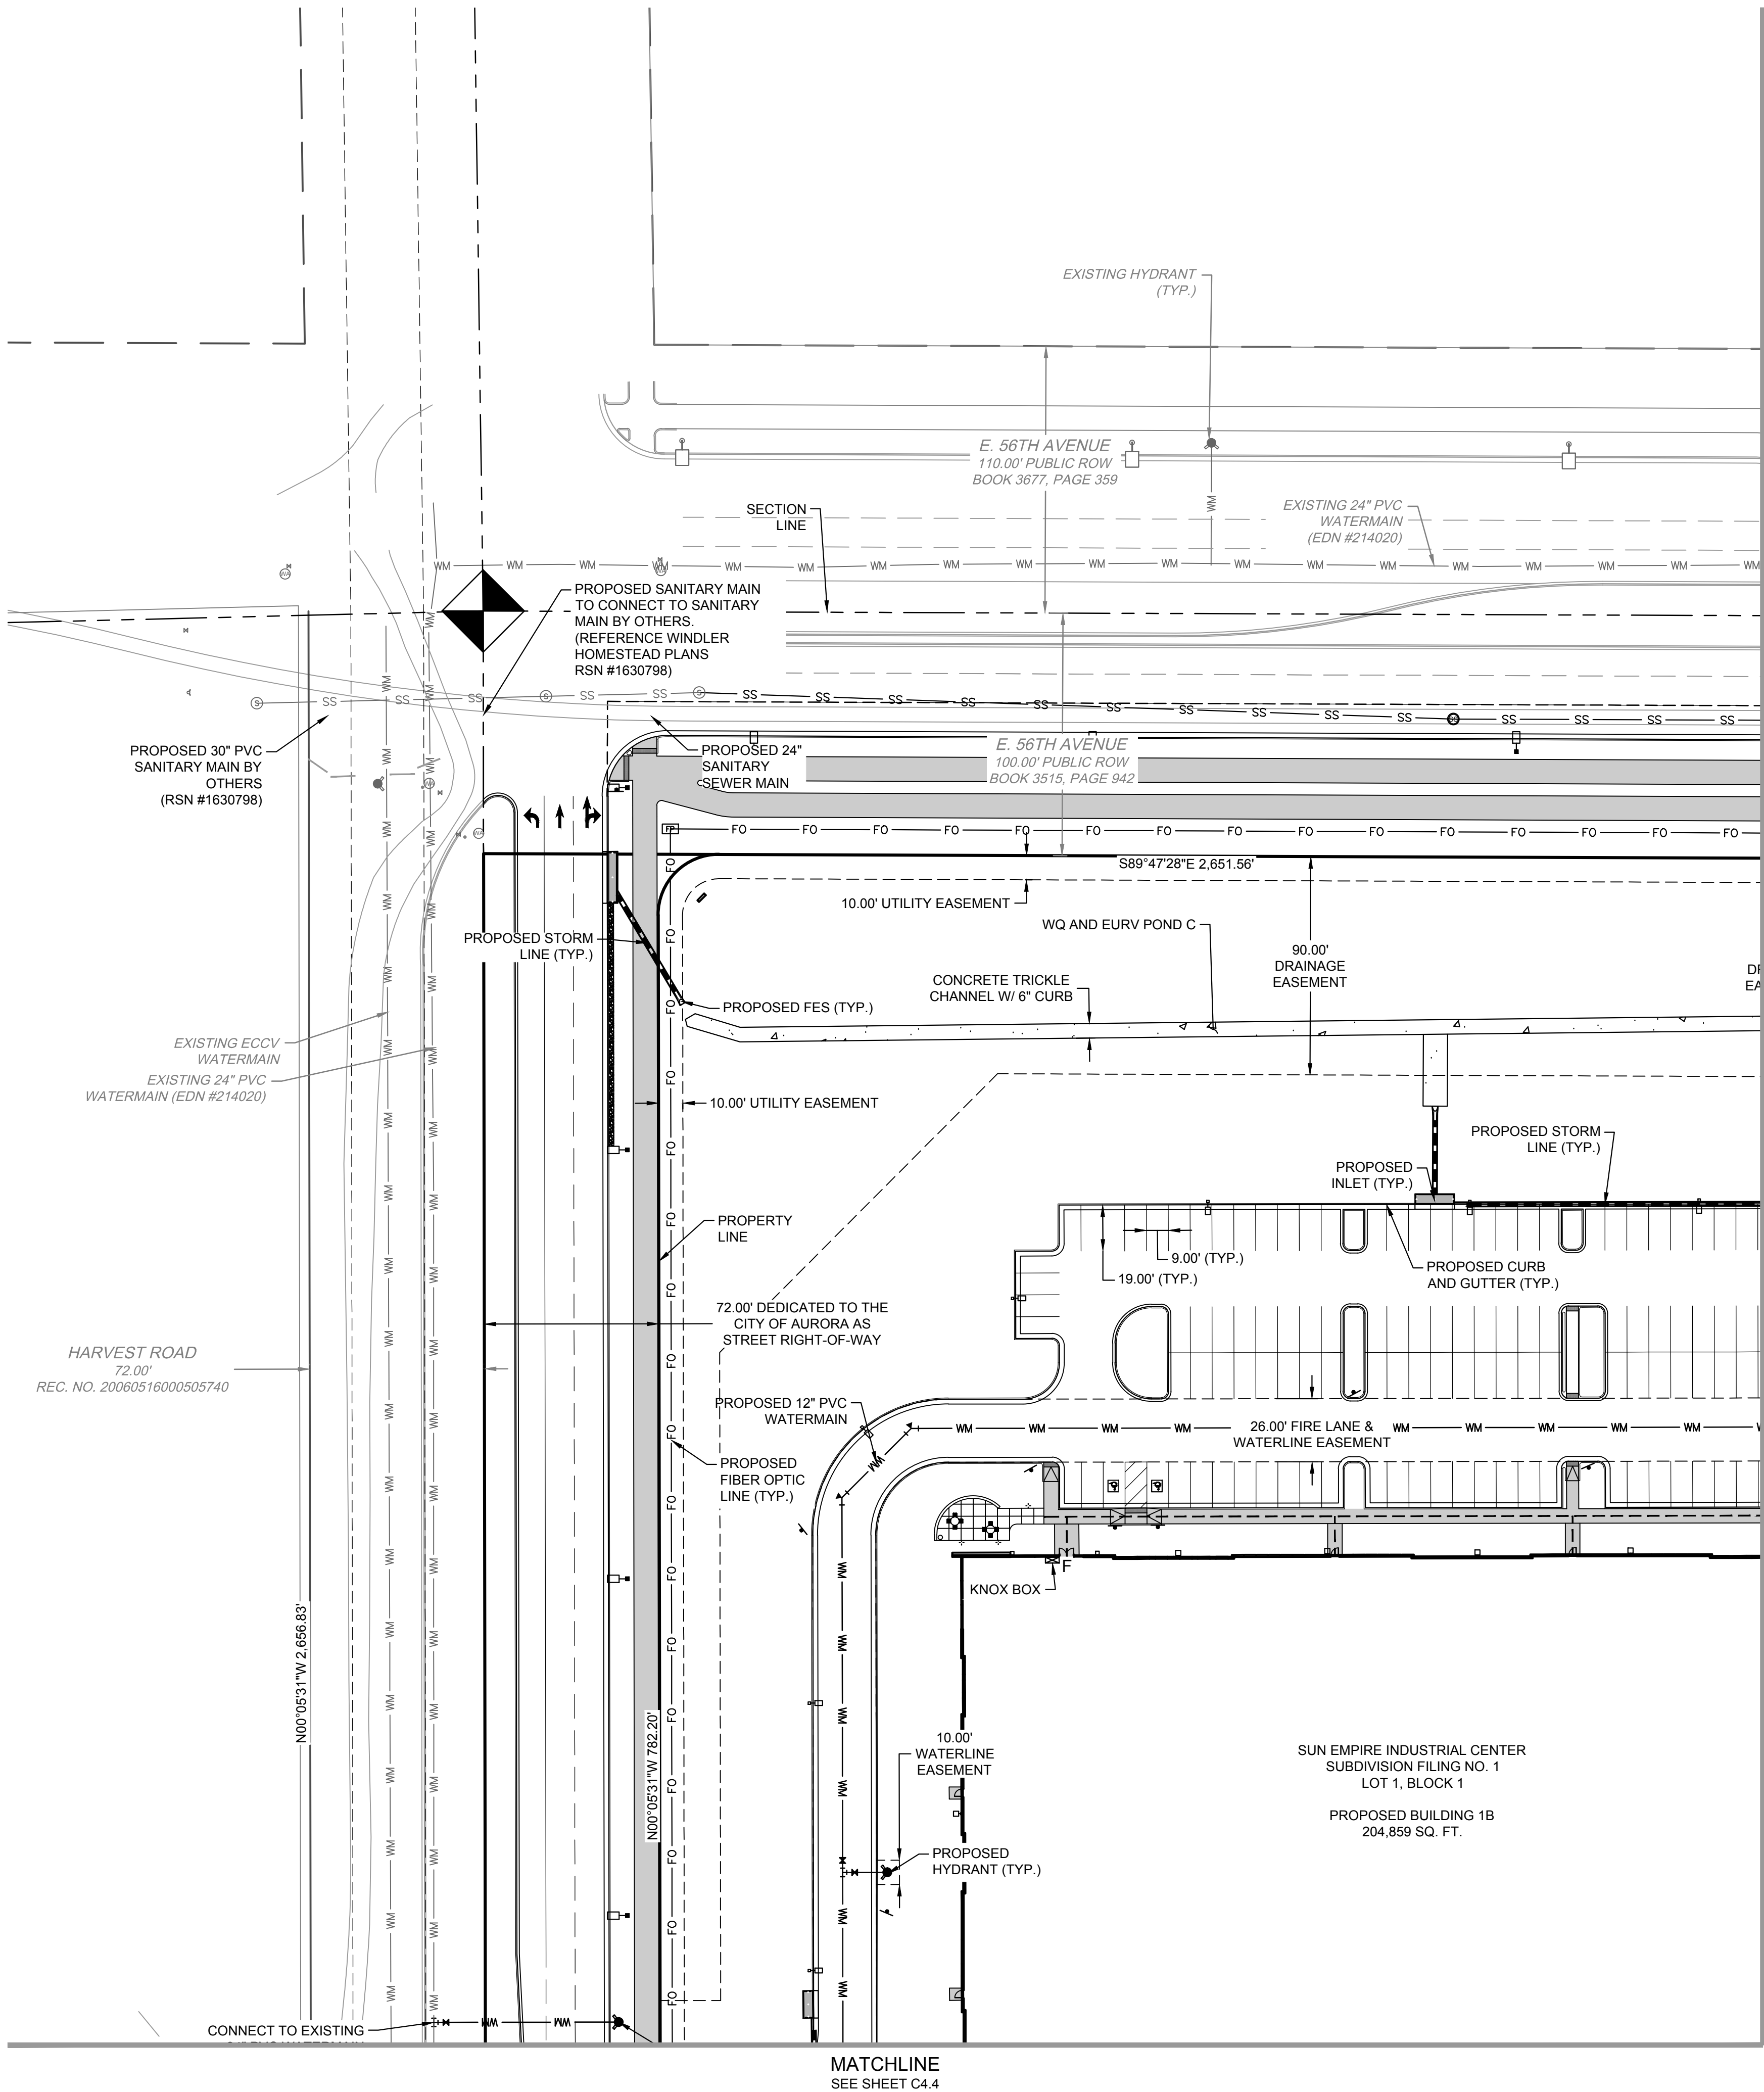 EXISTING HYDRANT
(TYP.)
E. 56TH AVENUE
110.00' PUBLIC ROW
BOOK 3677, PAGE 359
SECTION
LINE
EXISTING 24" PVC
WATERMAIN
(EDN #214020)
WM
PROPOSED SANITARY MAIN
TO CONNECT TO SANITARY
MAIN BY OTHERS.
(REFERENCE WINDLER
HOMESTEAD PLANS
RSN #1630798)
SS
PROPOSED 30" PVC
SANITARY MAIN BY
OTHERS
(RSN #1630798)
PROPOSED 24"
SANITARY
SEWER MAIN
E. 56TH AVENUE
100.00' PUBLIC ROW
BOOK 3515, PAGE 942
FO
S89°47'28"E 2,651.56'
10.00' UTILITY EASEMENT
WQ AND EURV POND C
PROPOSED STORM
LINE (TYP.)
90.00'
DRAINAGE
EASEMENT
CONCRETE TRICKLE
CHANNEL W/ 6" CURB
PROPOSED FES (TYP.)
EXISTING ECCV
WATERMAIN
EXISTING 24" PVC
WATERMAIN (EDN #214020)
10.00' UTILITY EASEMENT
PROPOSED STORM
LINE (TYP.)
PROPOSED
INLET (TYP.)
PROPERTY
LINE
9.00' (TYP.)
19.00' (TYP.)
PROPOSED CURB
AND GUTTER (TYP.)
72.00' DEDICATED TO THE
CITY OF AURORA AS
STREET RIGHT-OF-WAY
HARVEST ROAD
72.00'
REC. NO. 20060516000505740
PROPOSED 12" PVC
WATERMAIN
26.00' FIRE LANE &
WATERLINE EASEMENT
PROPOSED
FIBER OPTIC
LINE (TYP.)
KNOX BOX
F
N00°05'31"W 2,656.83'
N00°05'31"W 782.20'
10.00'
WATERLINE
EASEMENT
SUN EMPIRE INDUSTRIAL CENTER
SUBDIVISION FILING NO. 1
LOT 1, BLOCK 1
PROPOSED BUILDING 1B
204,859 SQ. FT.
PROPOSED
HYDRANT (TYP.)
CONNECT TO EXISTING
MATCHLINE
SEE SHEET C4.4